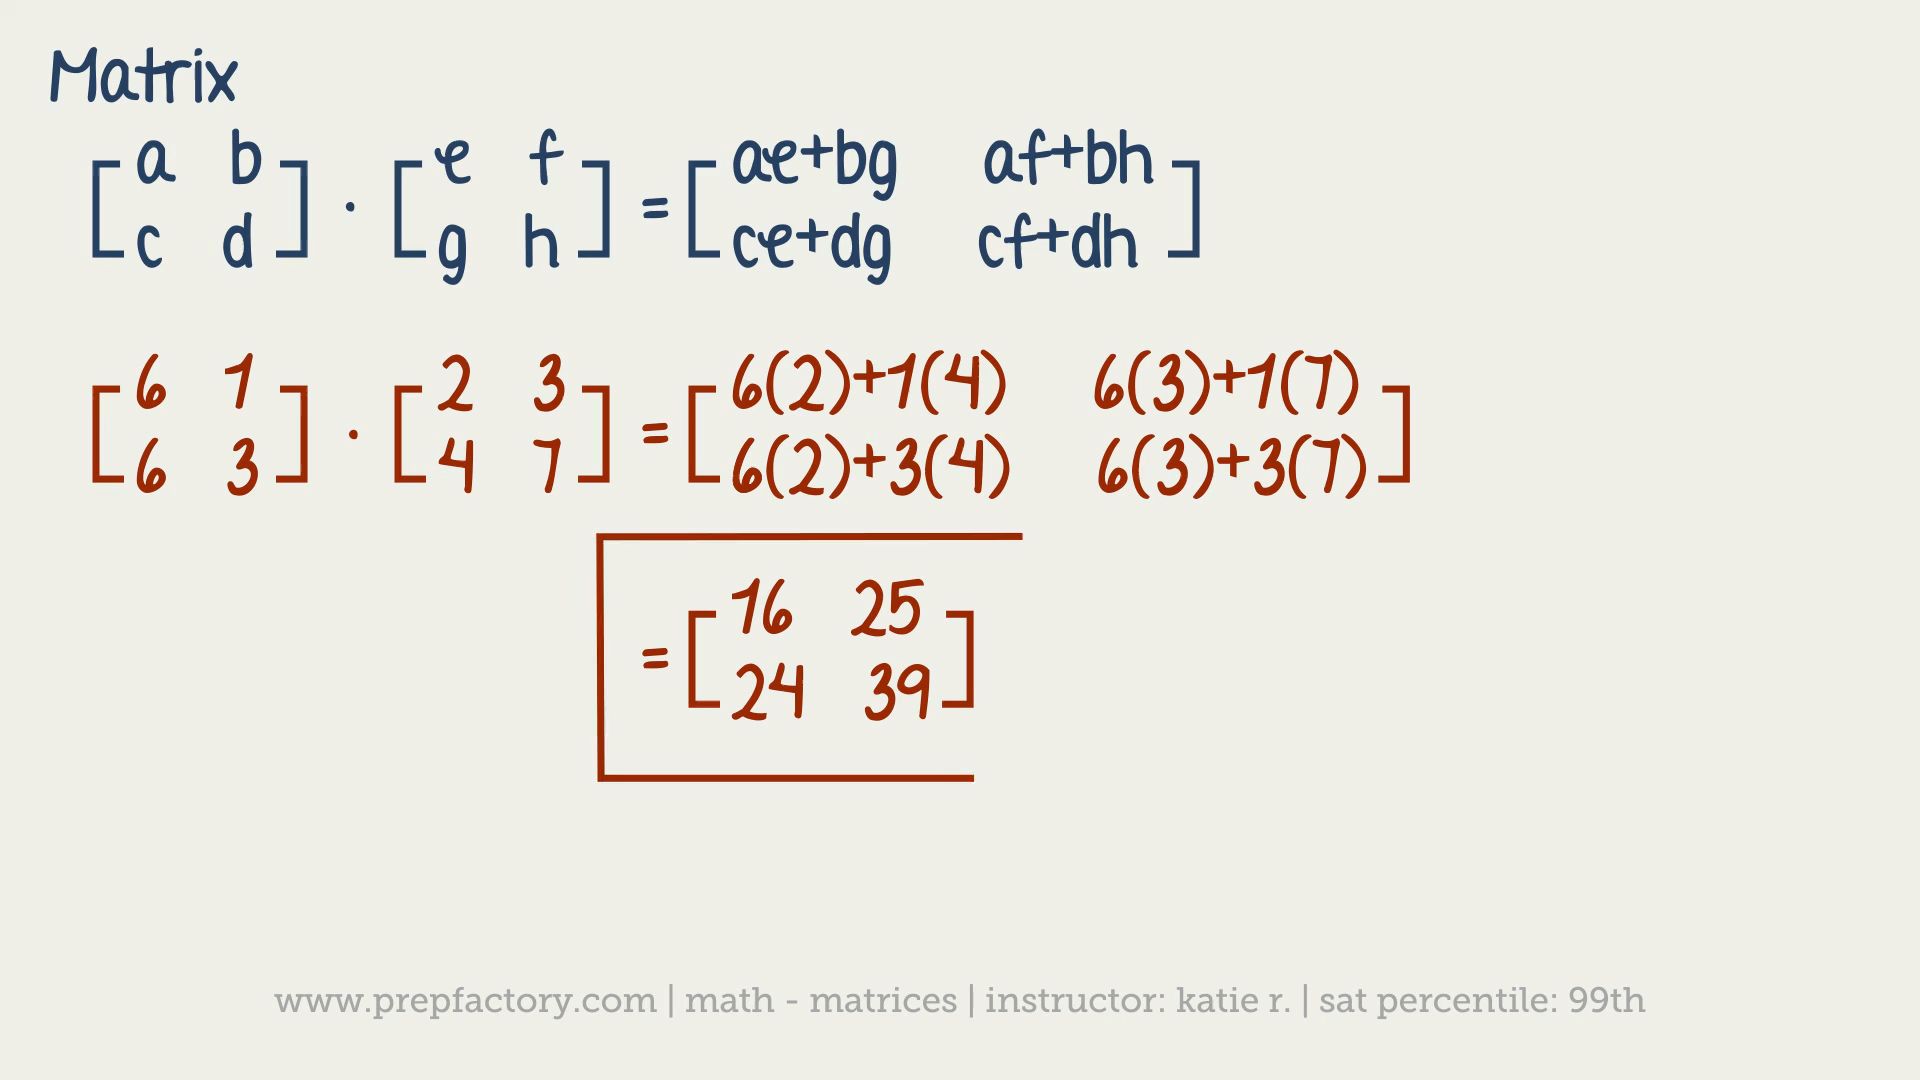 Matrix
[a b] · [e f] = [ae+bg af+bh]
[c d] [g h] [ce+dg cf+dh]
[6 1] · [2 3] = [6(2)+1(4) 6(3)+1(7)]
[6 3] [4 7] [6(2)+3(4) 6(3)+3(7)]
= [16 25]
[24 39]
www.prepfactory.com | math - matrices | instructor: katie r. | sat percentile: 99th